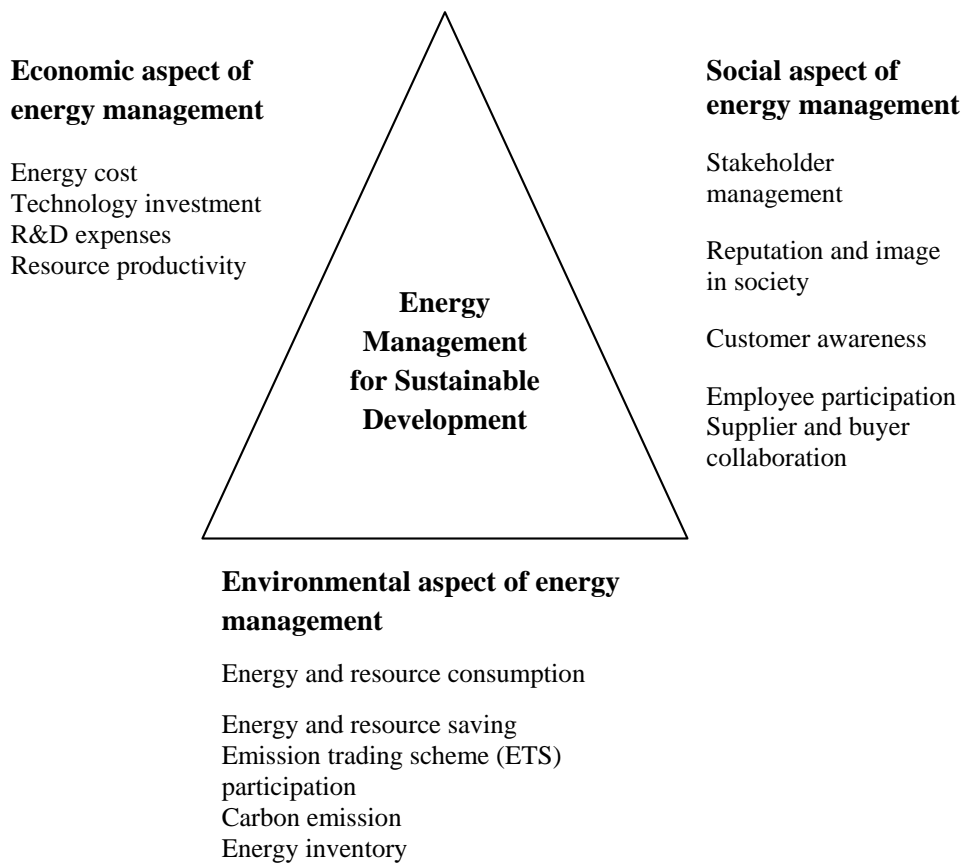 Economic aspect of
energy management
Energy cost
Technology investment
R&D expenses
Resource productivity
Social aspect of
energy management
Stakeholder
management
Reputation and image
in society
Customer awareness
Employee participation
Supplier and buyer
collaboration
Energy
Management
for Sustainable
Development
Environmental aspect of energy
management
Energy and resource consumption
Energy and resource saving
Emission trading scheme (ETS)
participation
Carbon emission
Energy inventory